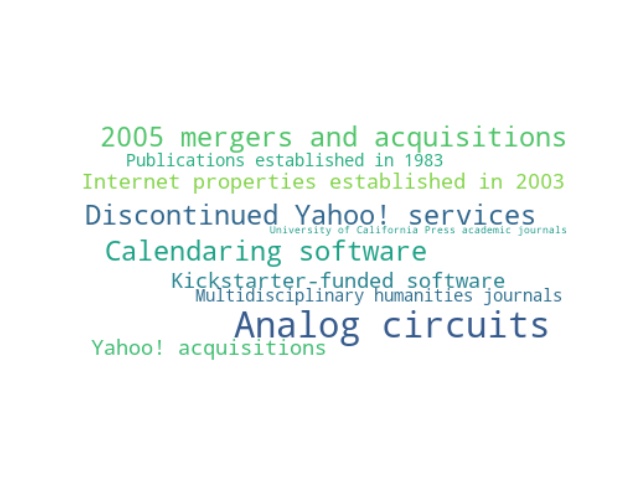 2005 mergers and acquisitions
Publications established in 1983
Internet properties established in 2003
Discontinued Yahoo! services
University of California Press academic journals
Calendaring software
Kickstarter-funded software
Multidisciplinary humanities journals
Analog circuits
Yahoo! acquisitions